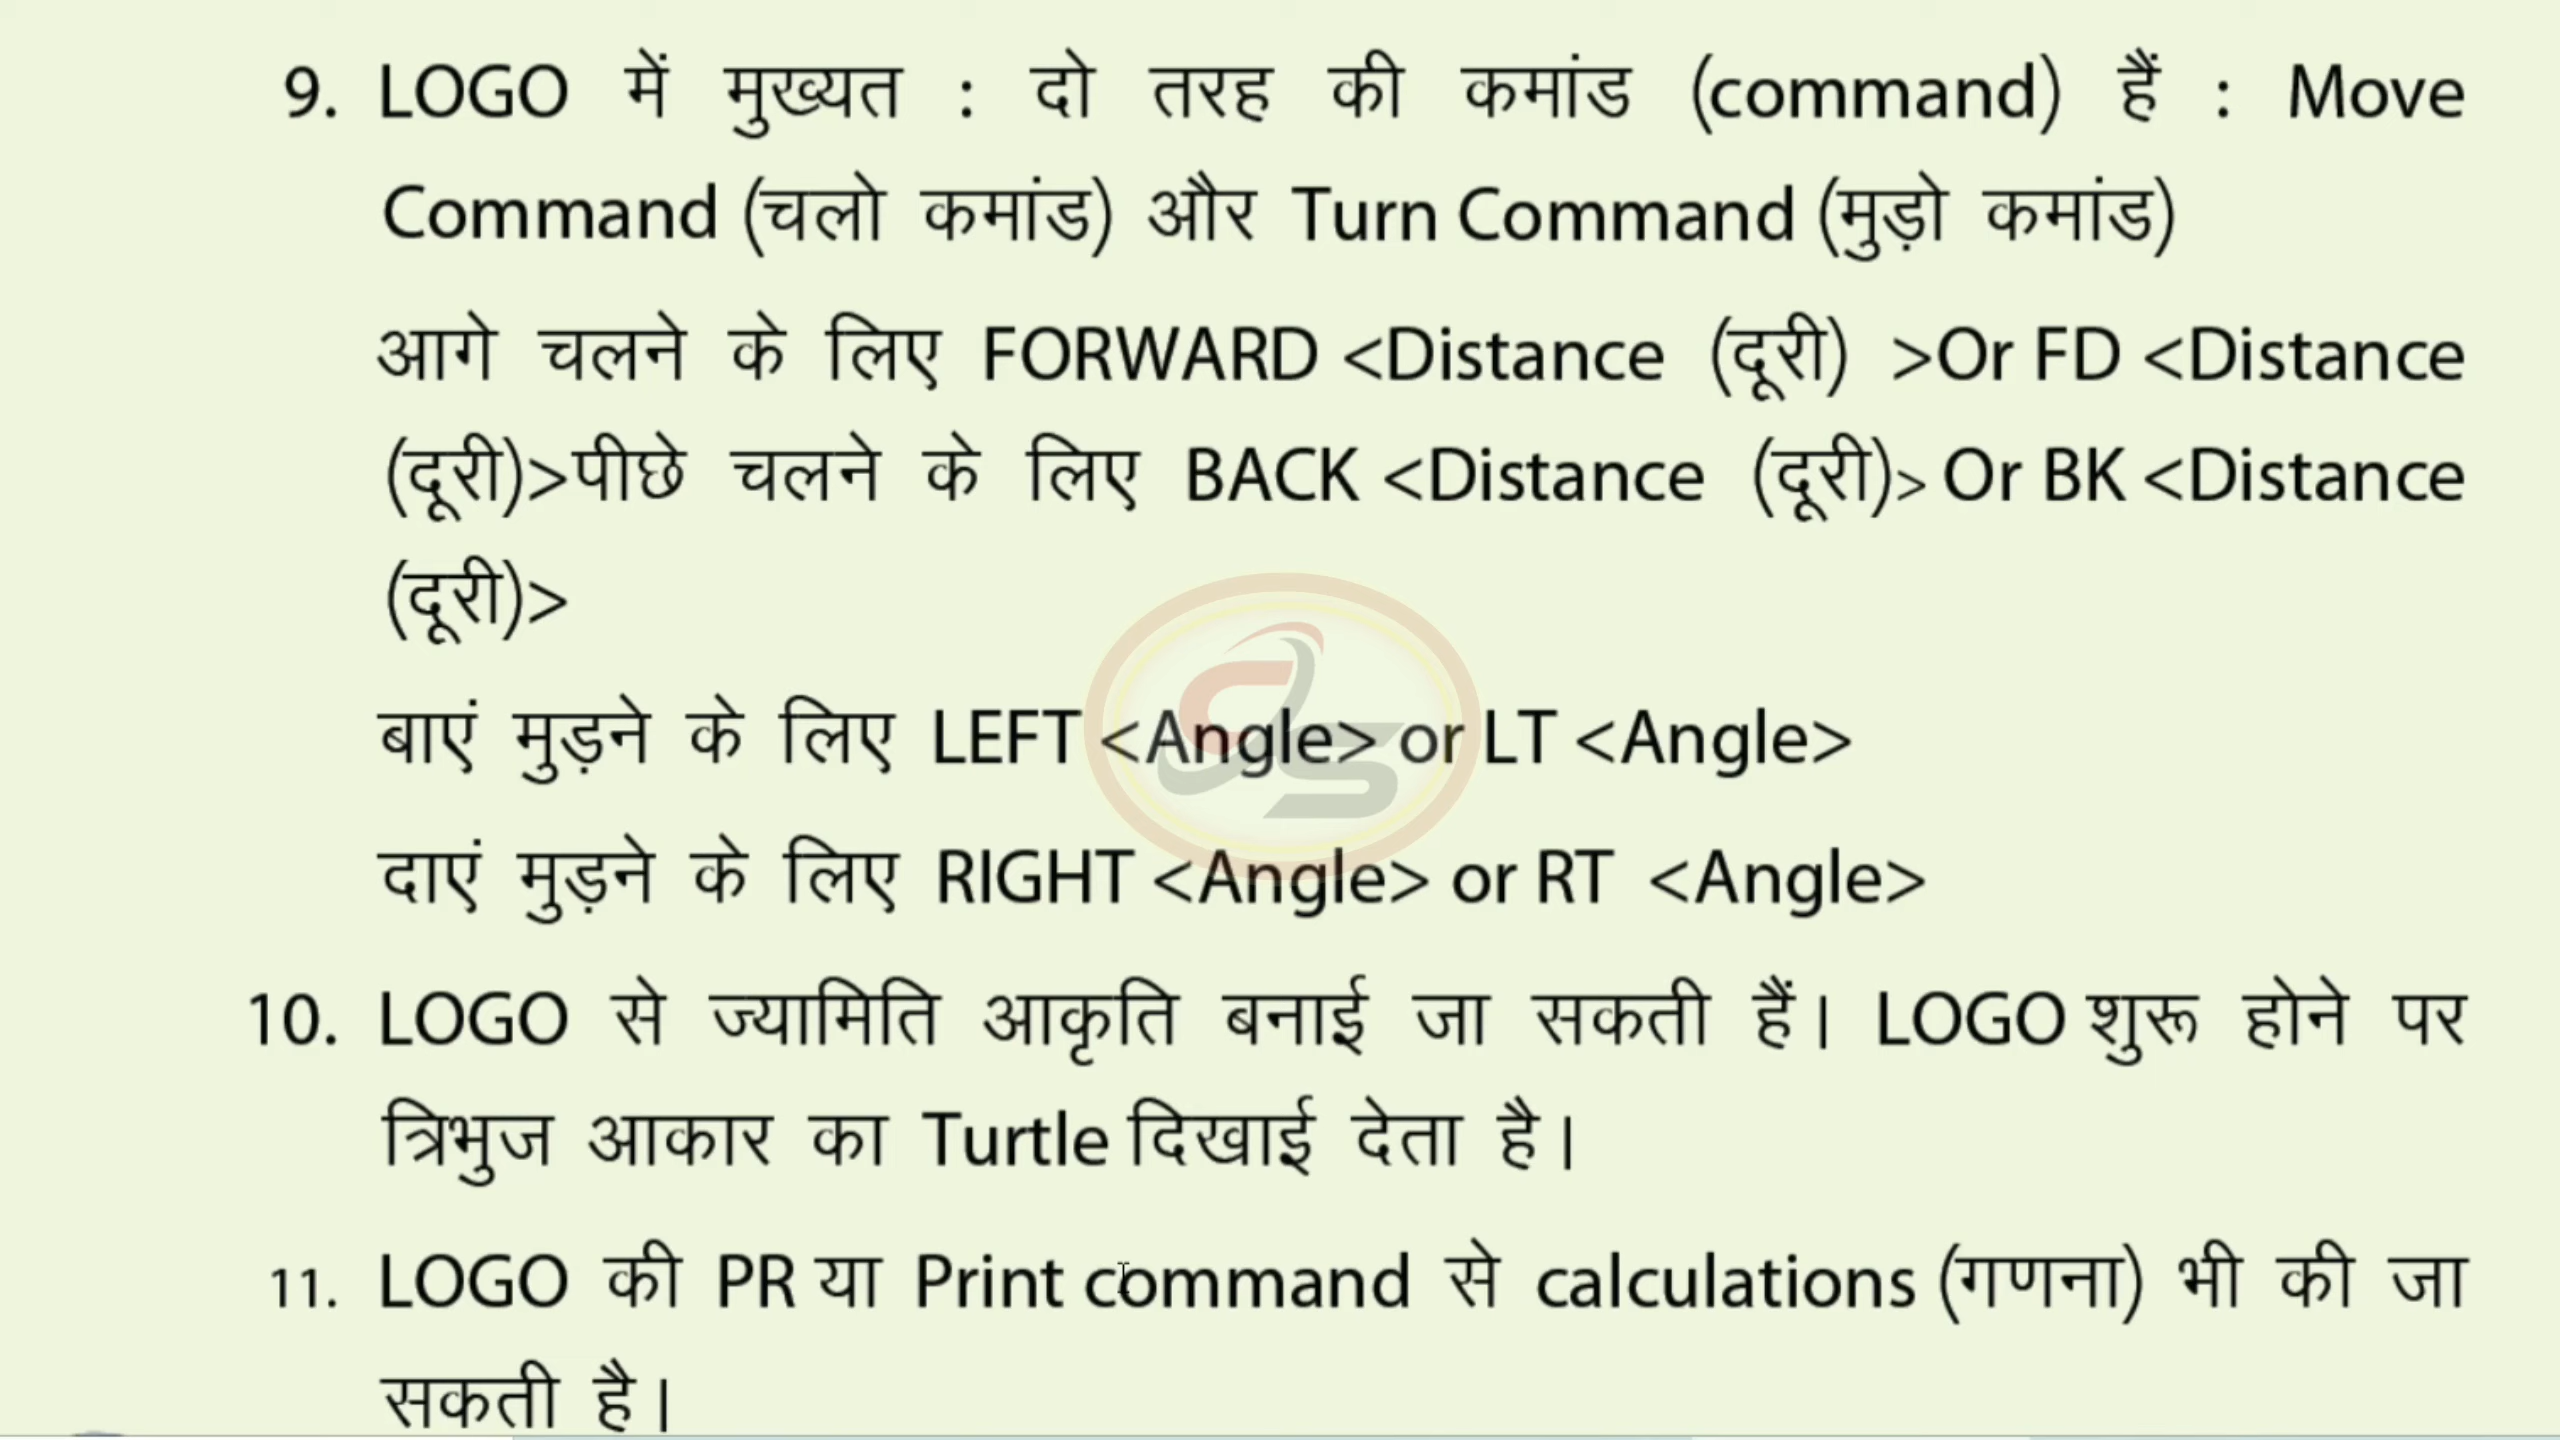 9. LOGO में मुख्यत : दो तरह की कमांड (command) हैं : Move
Command (चलो कमांड) और Turn Command (मुड़ो कमांड)
आगे चलने के लिए FORWARD <Distance (दूरी) >Or FD <Distance
(दूरी)>पीछे चलने के लिए BACK <Distance (दूरी)> Or BK <Distance
(दूरी)>
बाएं मुड़ने के लिए LEFT <Angle> or LT <Angle>
दाएं मुड़ने के लिए RIGHT <Angle> or RT <Angle>
10. LOGO से ज्यामिति आकृति बनाई जा सकती हैं। LOGO शुरू होने पर
त्रिभुज आकार का Turtle दिखाई देता है।
11. LOGO की PR या Print command से calculations (गणना) भी की जा
सकती है।